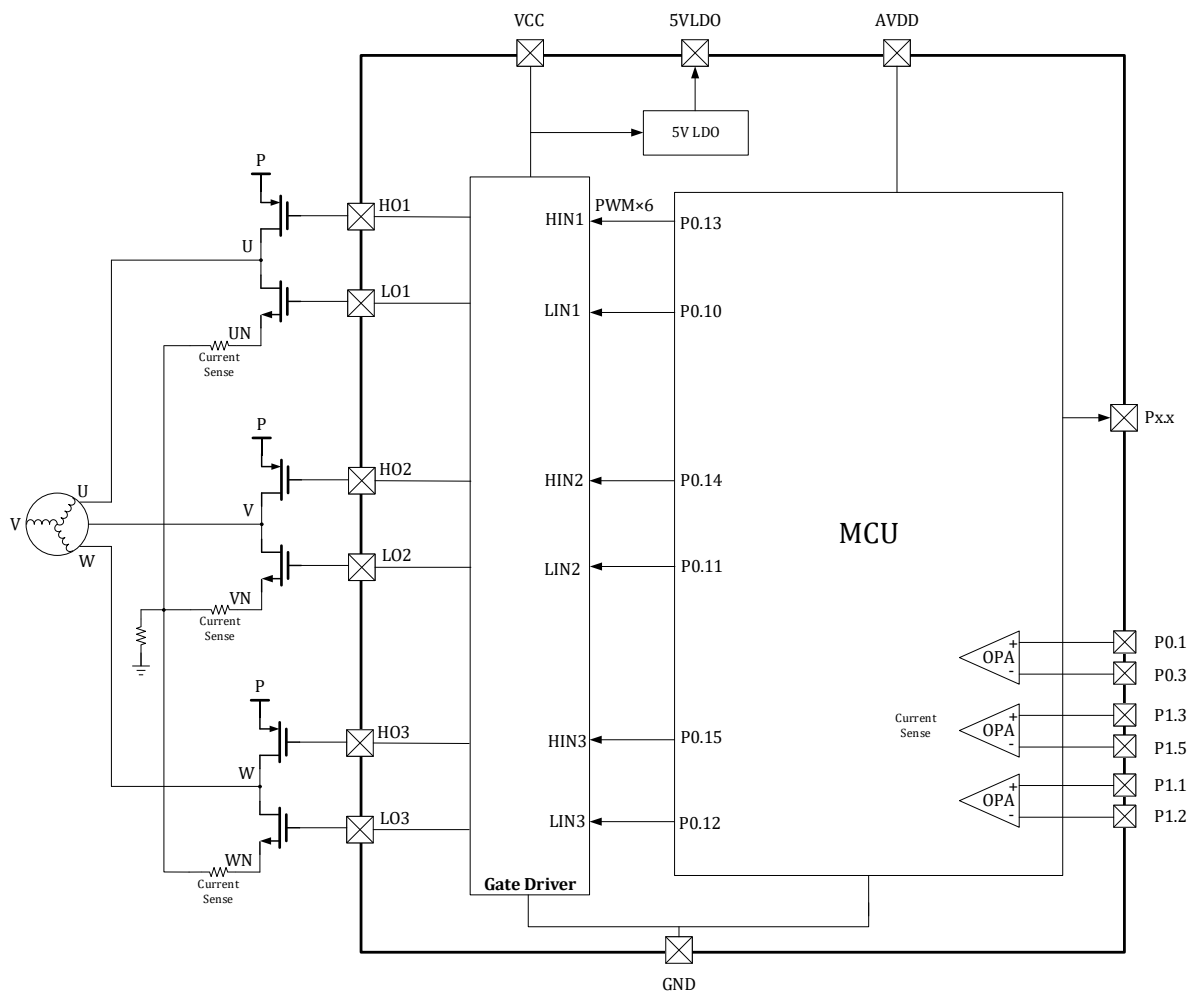 VCC
5VLDO
AVDD
5V LDO
P
HO1
HIN1
PWM×6
P0.13
U
LO1
LIN1
P0.10
UN
Current
Sense
Px.x
P
HO2
HIN2
P0.14
MCU
U
V
V
W
LO2
LIN2
P0.11
VN
Current
Sense
P0.1
OPA
+
-
P0.3
P
HO3
HIN3
P0.15
Current
Sense
P1.3
OPA
+
-
P1.5
W
LO3
LIN3
P0.12
P1.1
OPA
+
-
P1.2
WN
Current
Sense
Gate Driver
GND